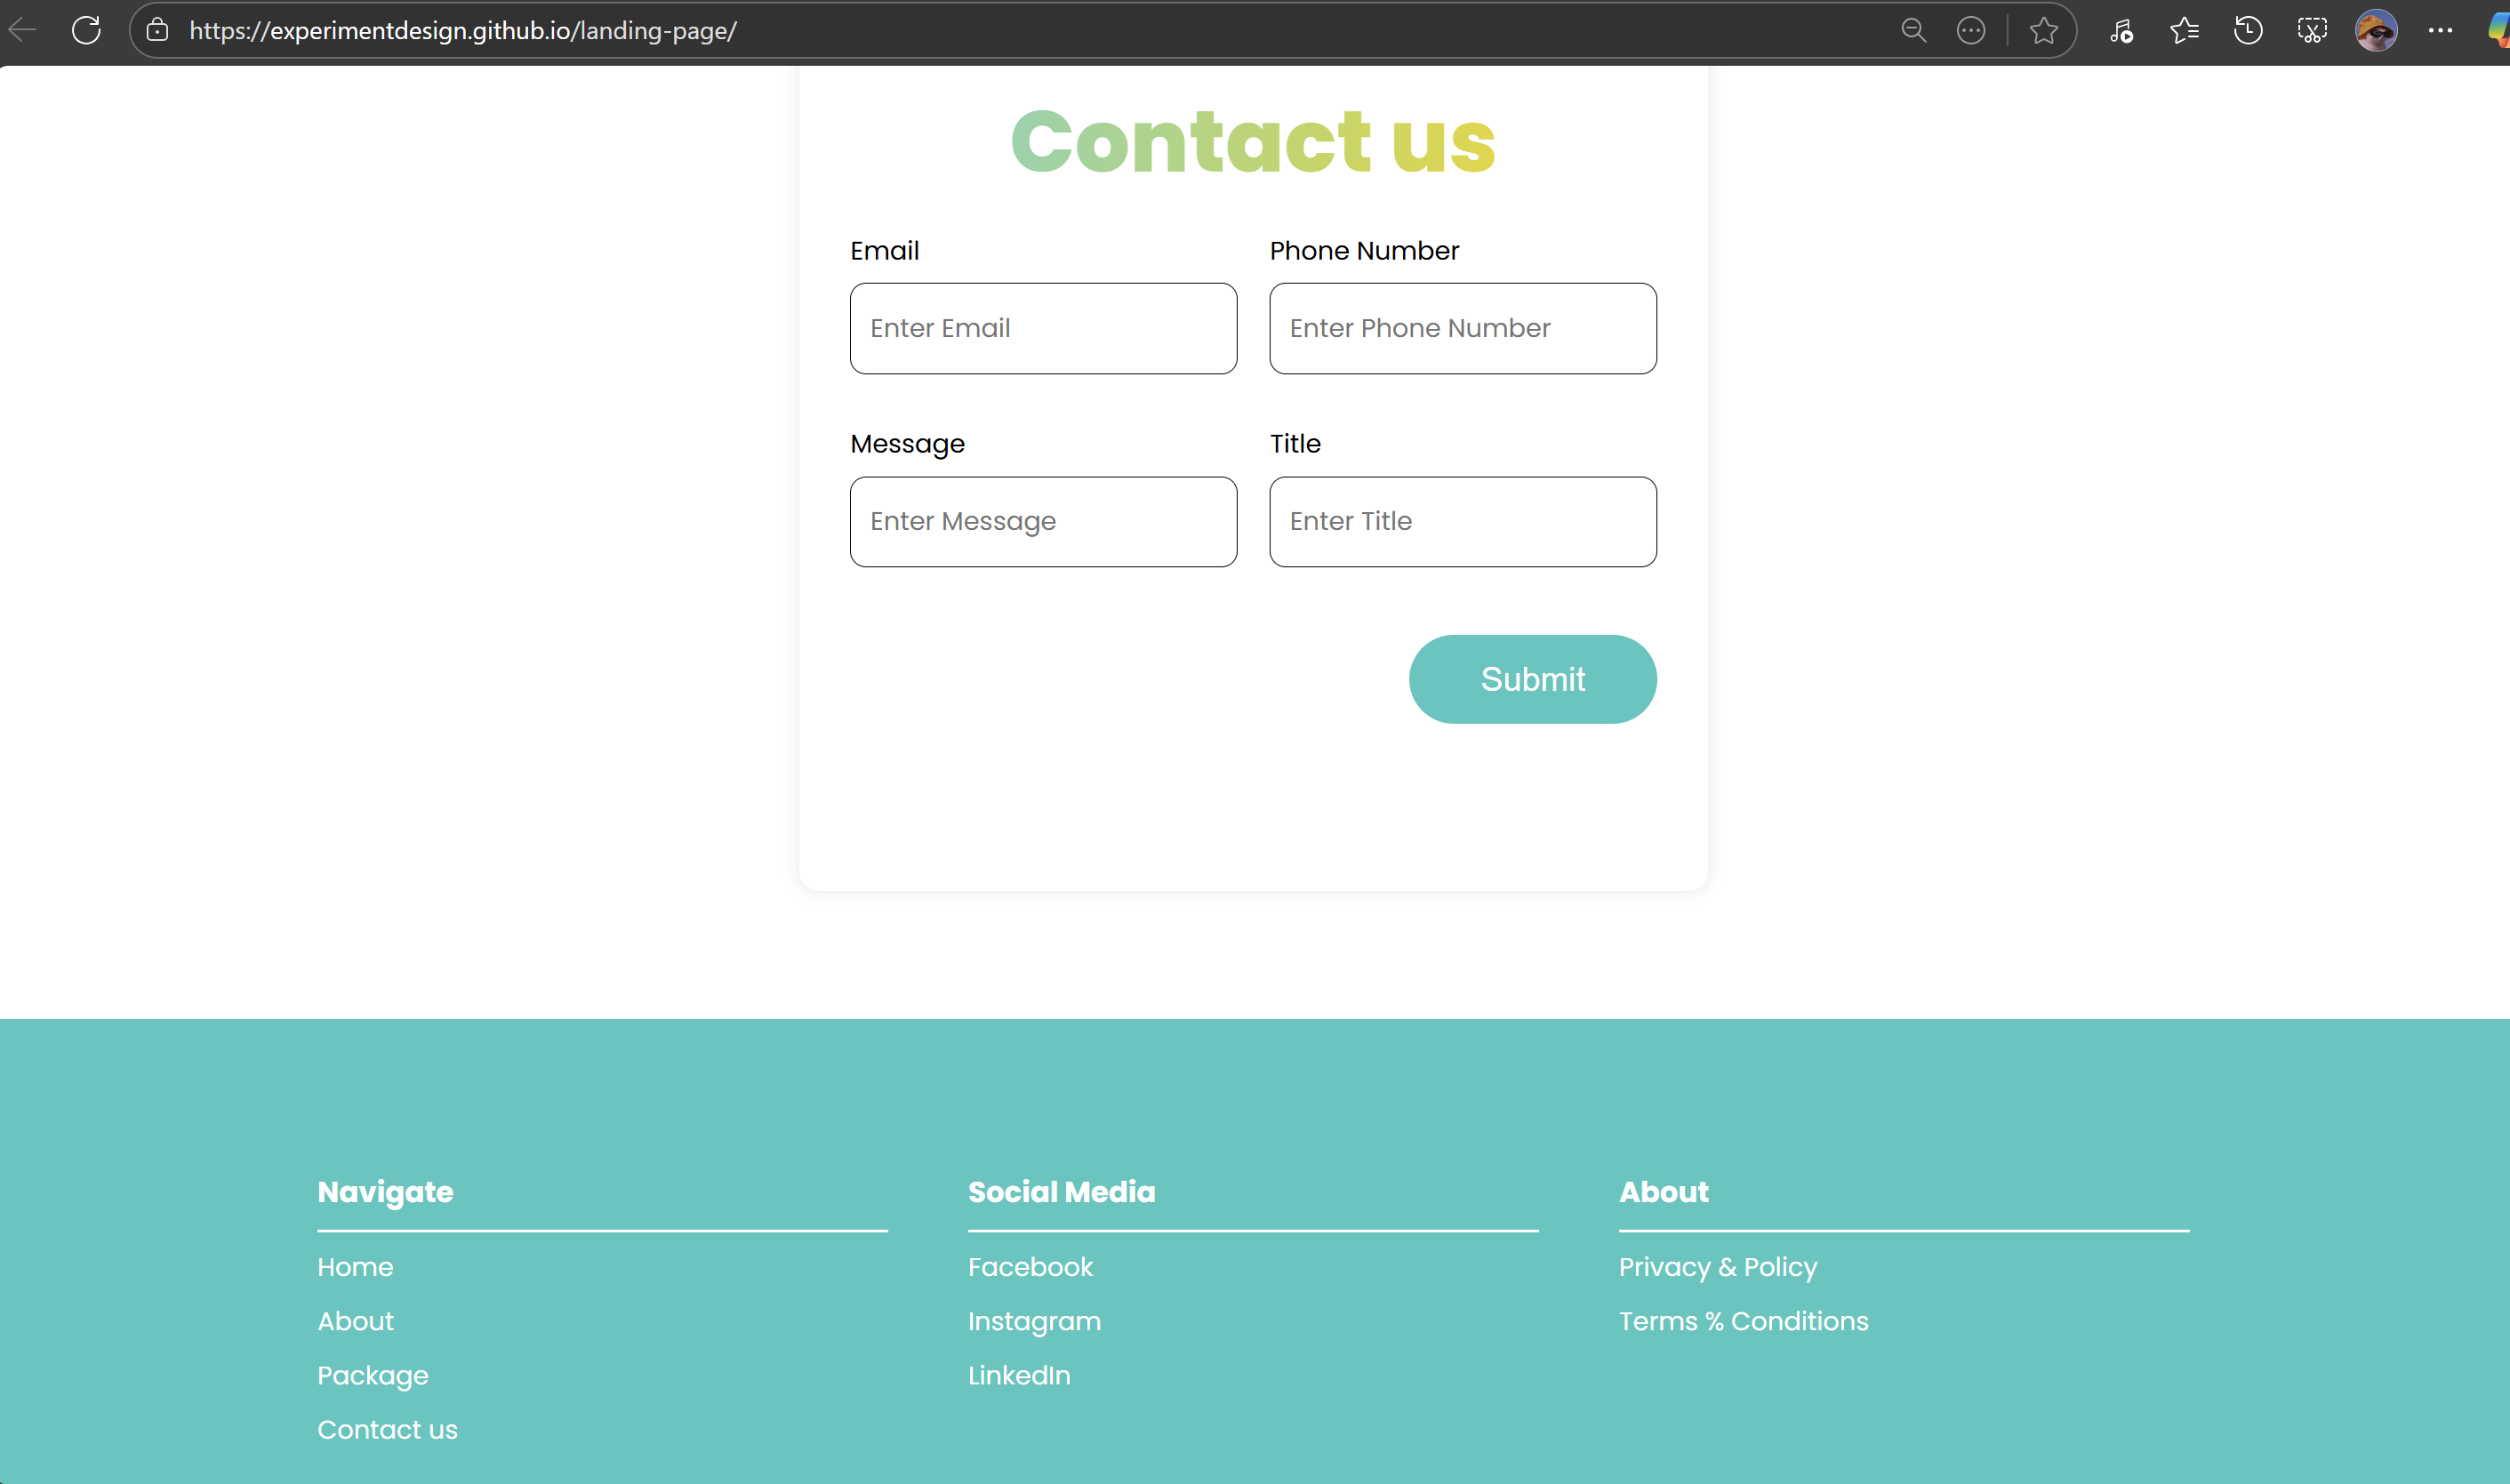 https://experimentdesign.github.io/landing-page/
Contact us
Email
Phone Number
Enter Email
Enter Phone Number
Message
Title
Enter Message
Enter Title
Submit
Navigate
Home
About
Package
Contact us
Social Media
Facebook
Instagram
LinkedIn
About
Privacy & Policy
Terms % Conditions